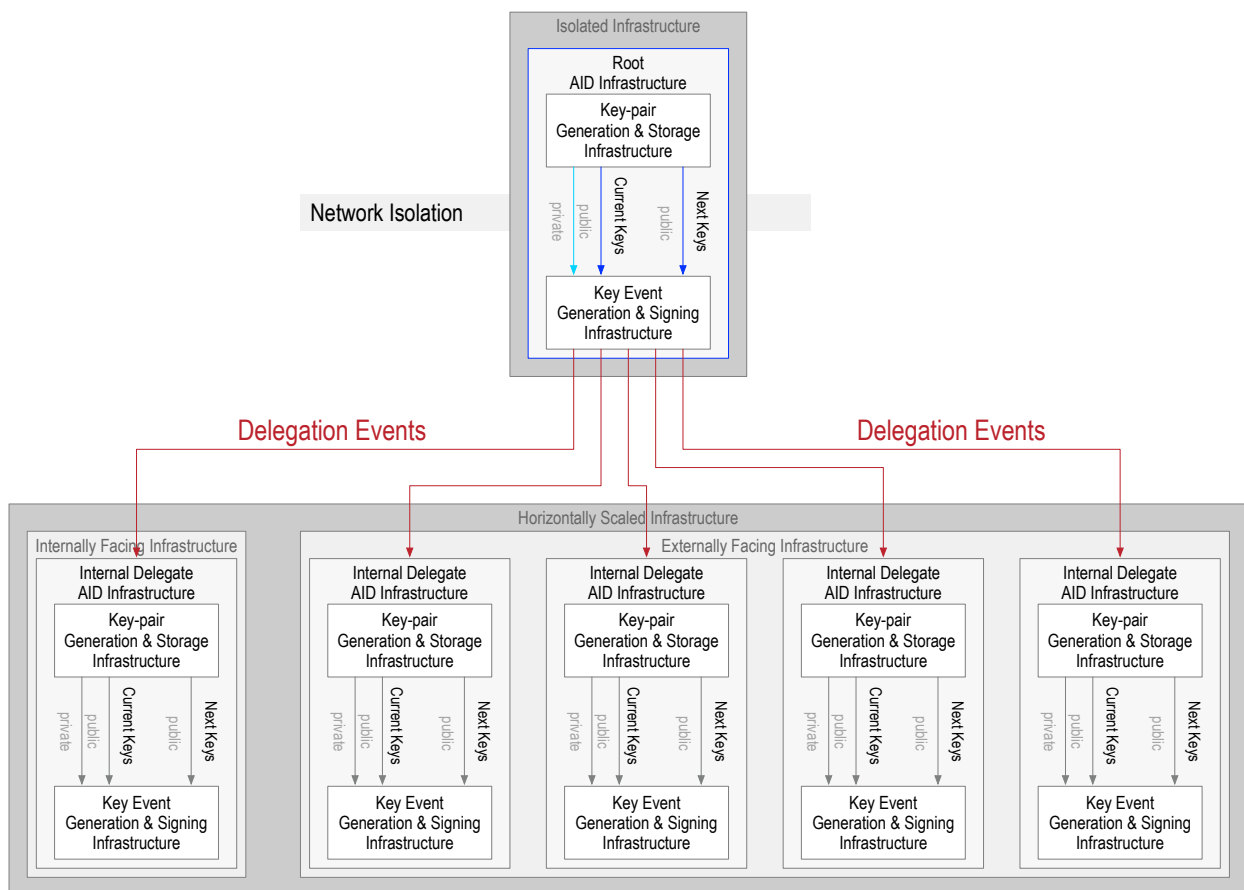 Isolated Infrastructure
Root
AID Infrastructure
Key-pair
Generation & Storage
Infrastructure
private
public
Current Keys
public
Next Keys
Network Isolation
Key Event
Generation & Signing
Infrastructure
Delegation Events
Delegation Events
Horizontally Scaled Infrastructure
Internally Facing Infrastructure
Internal Delegate
AID Infrastructure
Key-pair
Generation & Storage
Infrastructure
private
public
Current Keys
public
Next Keys
Key Event
Generation & Signing
Infrastructure
Externally Facing Infrastructure
Internal Delegate
AID Infrastructure
Key-pair
Generation & Storage
Infrastructure
private
public
Current Keys
public
Next Keys
Key Event
Generation & Signing
Infrastructure
Internal Delegate
AID Infrastructure
Key-pair
Generation & Storage
Infrastructure
private
public
Current Keys
public
Next Keys
Key Event
Generation & Signing
Infrastructure
Internal Delegate
AID Infrastructure
Key-pair
Generation & Storage
Infrastructure
private
public
Current Keys
public
Next Keys
Key Event
Generation & Signing
Infrastructure
Internal Delegate
AID Infrastructure
Key-pair
Generation & Storage
Infrastructure
private
public
Current Keys
public
Next Keys
Key Event
Generation & Signing
Infrastructure